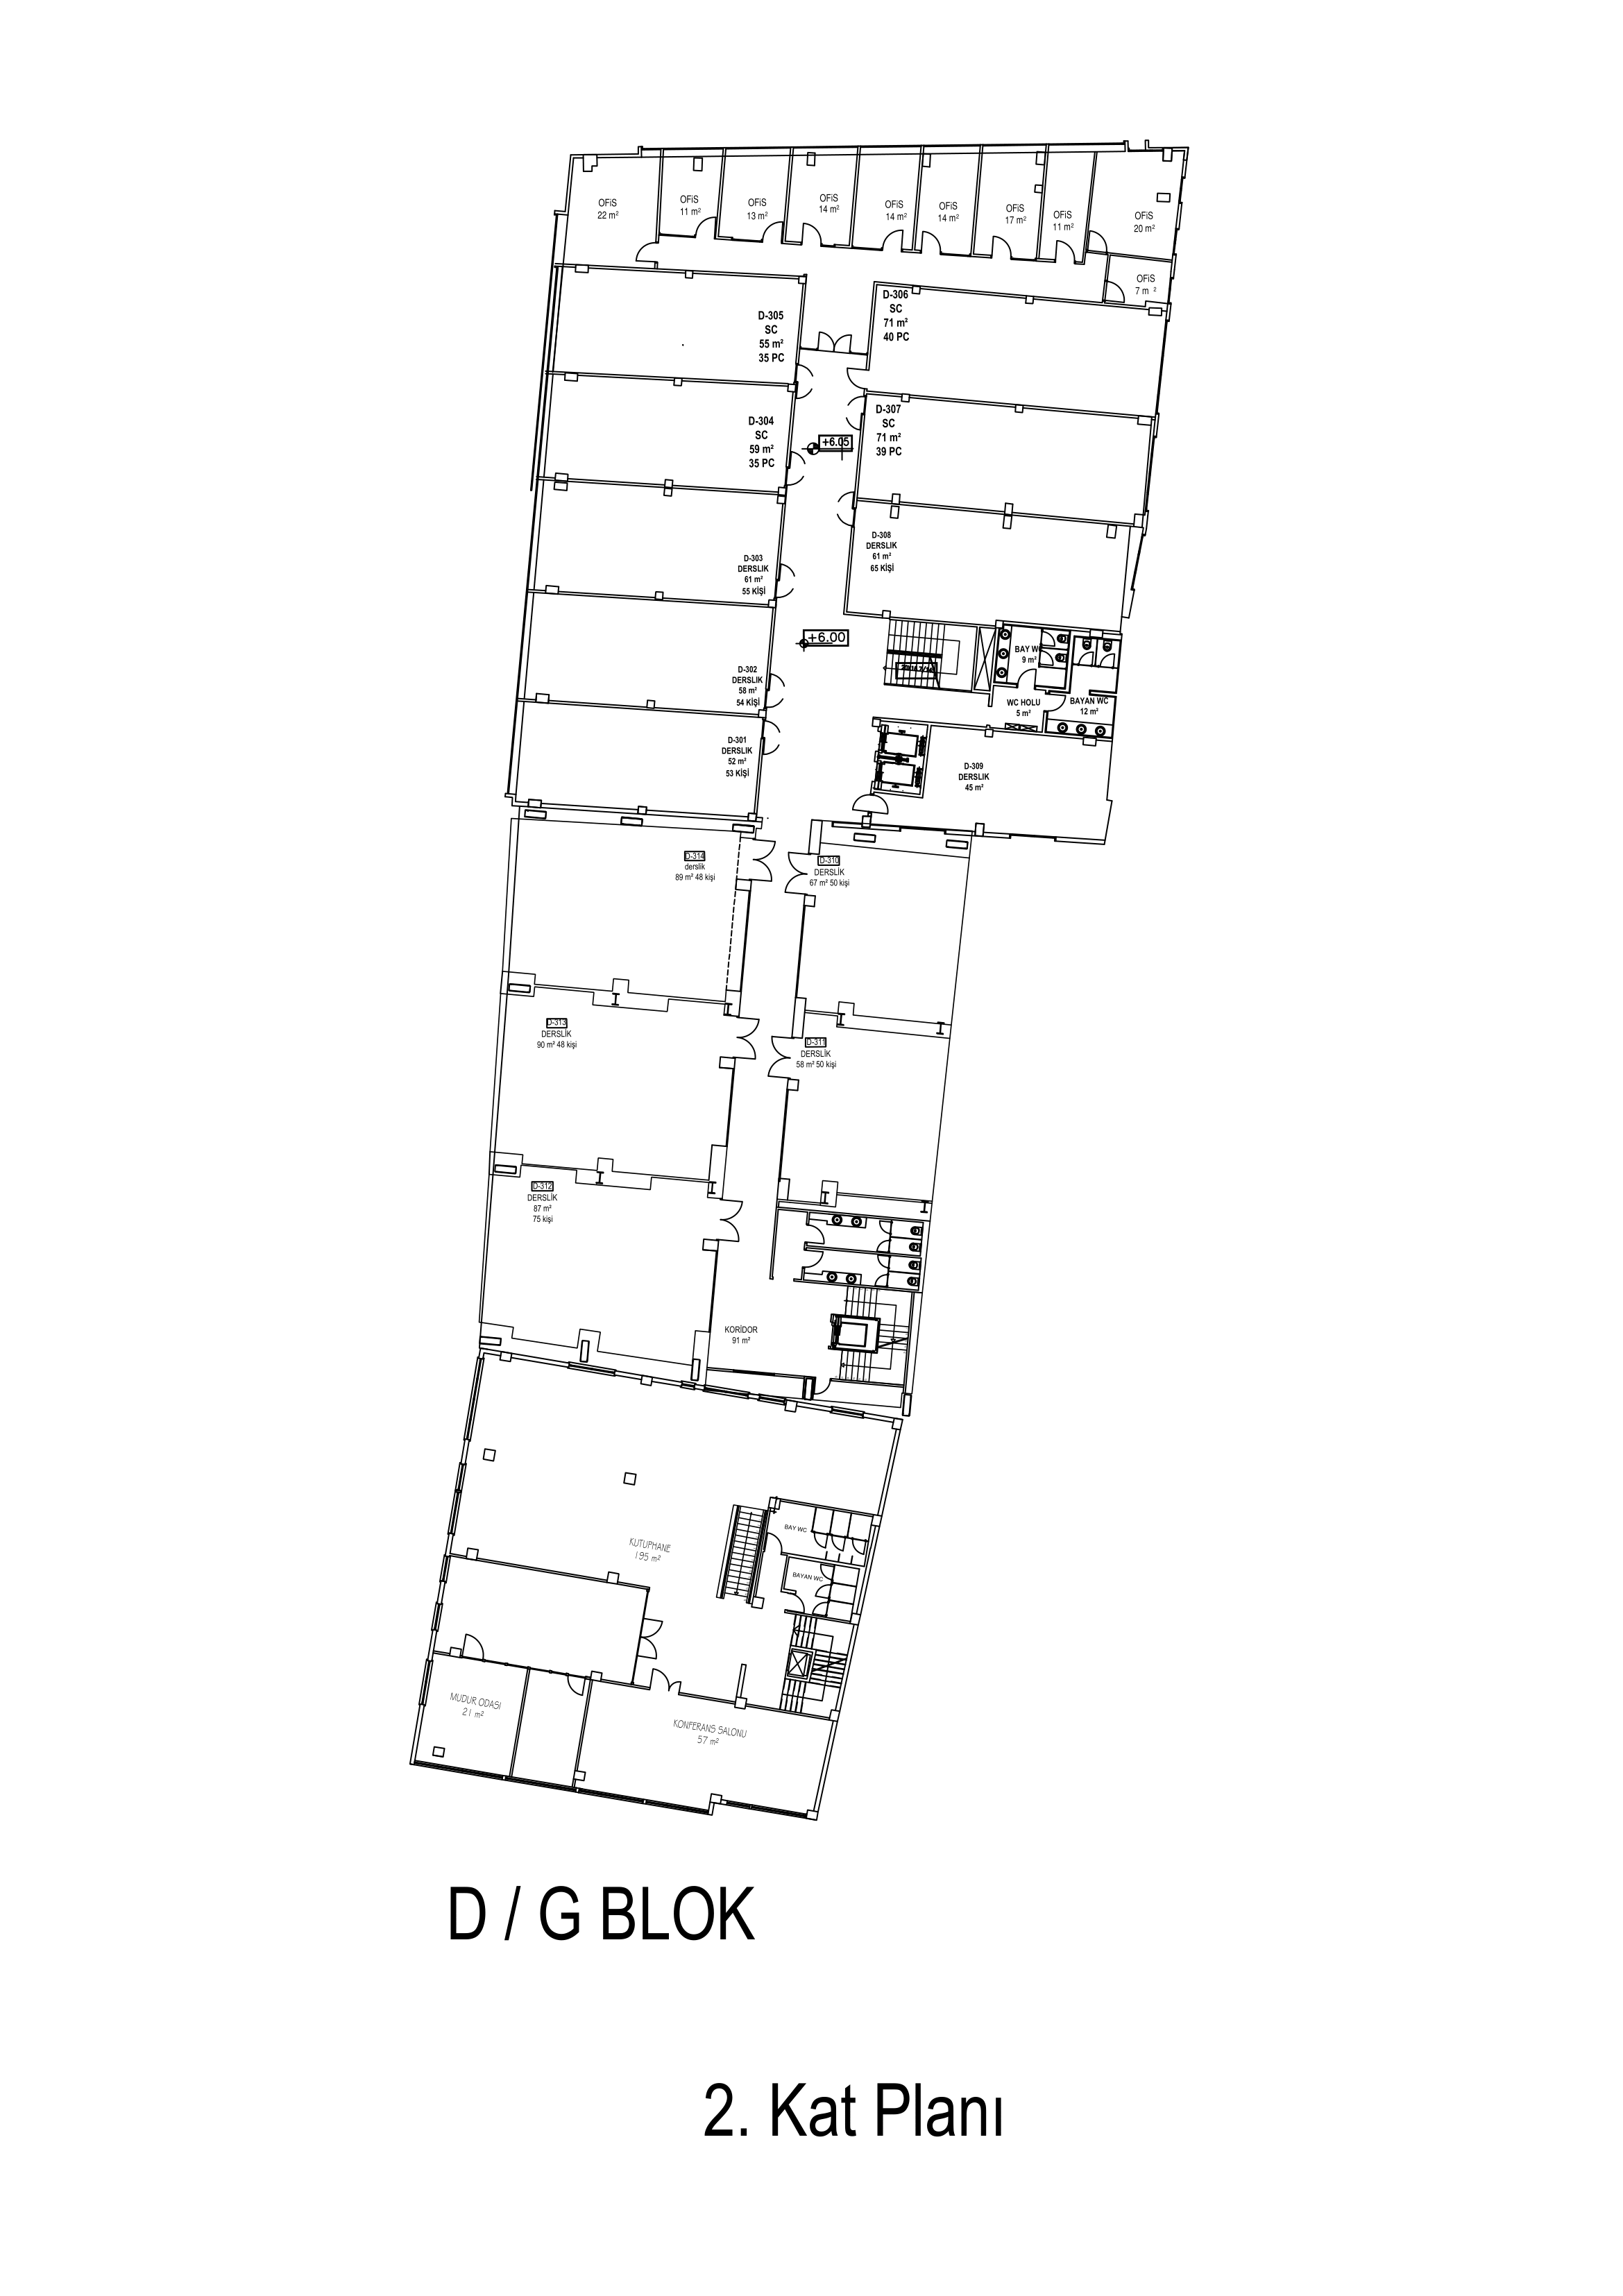 OFiS
22 m²
OFiS
11 m²
OFiS
13 m²
OFiS
14 m²
OFiS
14 m²
OFiS
14 m²
OFiS
17 m²
OFiS
11 m²
OFiS
20 m²
OFiS
7 m ²
D-305
SC
55 m²
35 PC
D-306
SC
71 m²
40 PC
D-304
SC
59 m²
35 PC
D-307
SC
71 m²
39 PC
+6.05
D-303
DERSLIK
61 m²
55 KİŞİ
D-308
DERSLIK
61 m²
65 KİŞİ
+6.00
BAY WC
9 m²
D-302
DERSLIK
58 m²
54 KİŞİ
WC HOLU
5 m²
BAYAN WC
12 m²
D-301
DERSLIK
52 m²
53 KİŞİ
D-309
DERSLIK
45 m²
D-314
derslik
89 m² 48 kişi
D-310
DERSLİK
67 m² 50 kişi
D-313
DERSLİK
90 m² 48 kişi
D-311
DERSLİK
58 m² 50 kişi
D-312
DERSLİK
87 m²
75 kişi
KORİDOR
91 m²
BAY WC
KUTUPHANE
195 m²
BAYAN WC
MUDUR ODASI
21 m²
KONFERANS SALONU
57 m²
D / G BLOK
2. Kat Planı